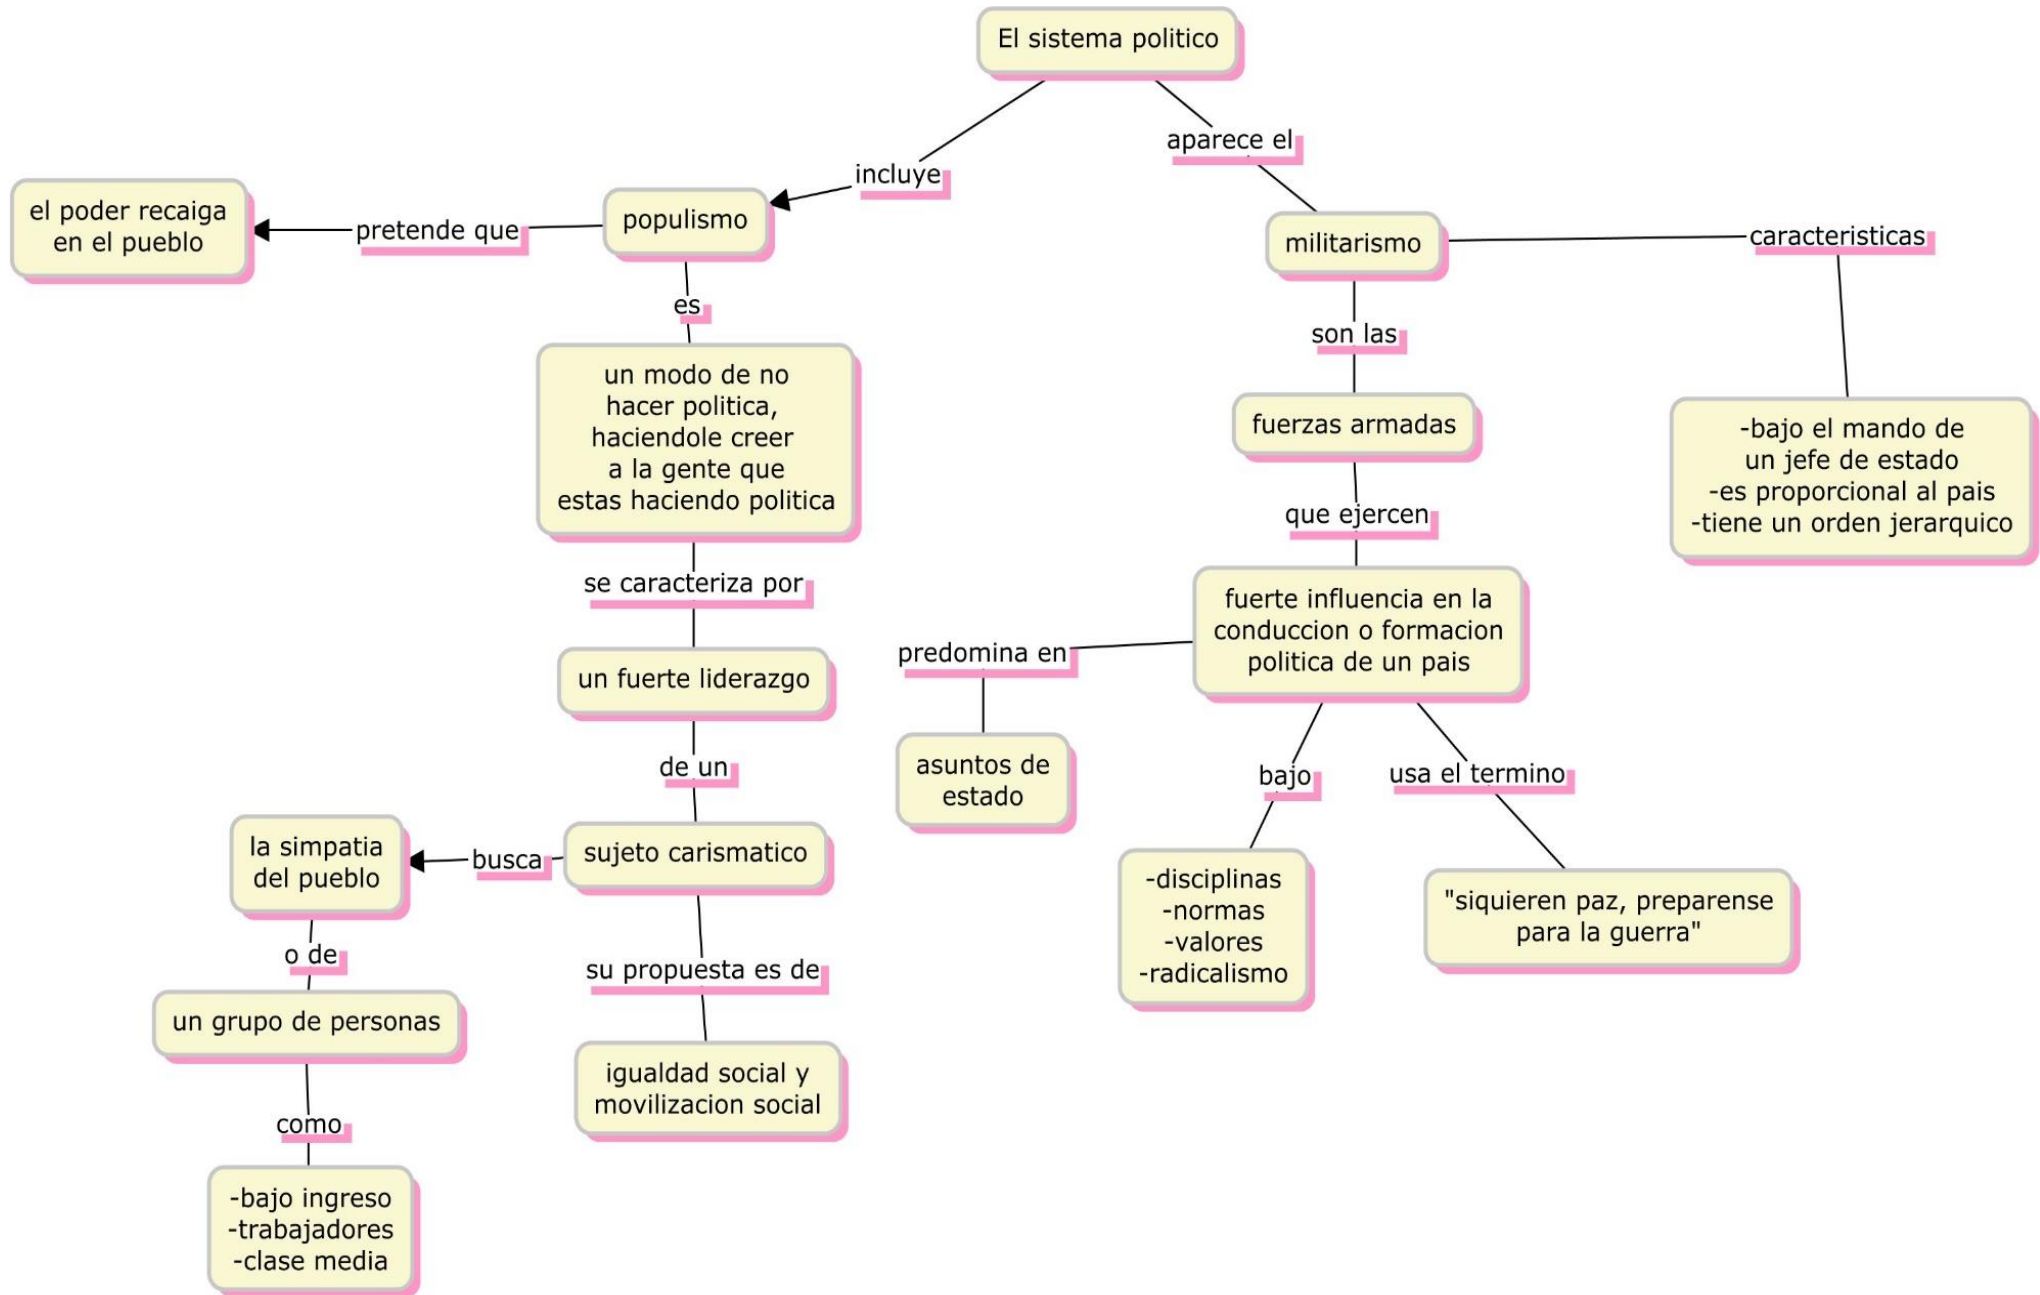 El sistema politico
incluye
aparece el
populismo
pretende que
el poder recaiga
en el pueblo
es
un modo de no
hacer politica,
haciendole creer
a la gente que
estas haciendo politica
se caracteriza por
un fuerte liderazgo
de un
sujeto carismatico
busca
la simpatia
del pueblo
o de
un grupo de personas
como
-bajo ingreso
-trabajadores
-clase media
su propuesta es de
igualdad social y
movilizacion social
militarismo
caracteristicas
-bajo el mando de
un jefe de estado
-es proporcional al pais
-tiene un orden jerarquico
son las
fuerzas armadas
que ejercen
fuerte influencia en la
conduccion o formacion
politica de un pais
predomina en
asuntos de
estado
bajo
-disciplinas
-normas
-valores
-radicalismo
usa el termino
"siquieren paz, preparense
para la guerra"